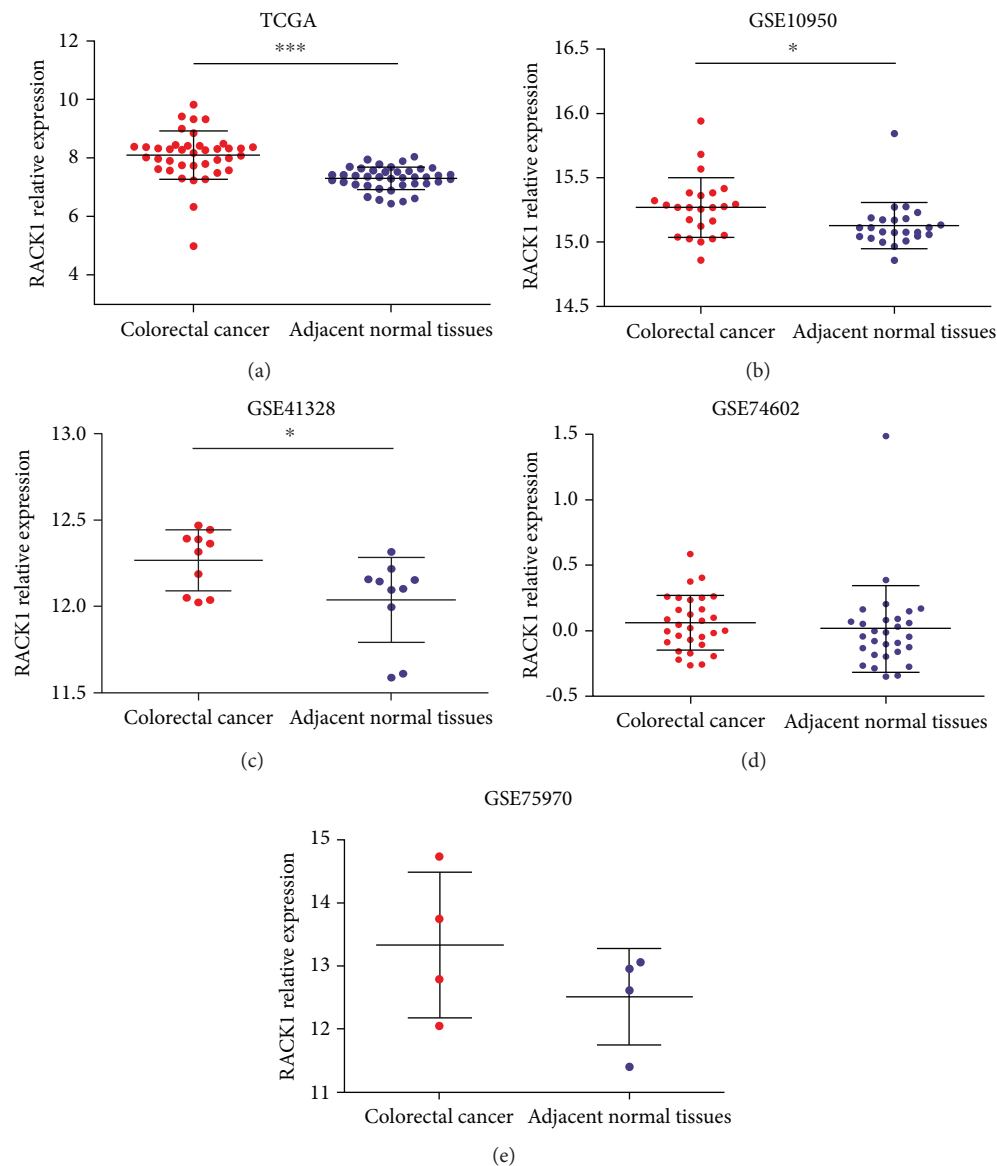 TCGA
***
RACK1 relative expression
12
10
8
6
4
Colorectal cancer Adjacent normal tissues
(a)
GSE10950
*
RACK1 relative expression
16.5
16.0
15.5
15.0
14.5
Colorectal cancer Adjacent normal tissues
(b)
GSE41328
*
RACK1 relative expression
13.0
12.5
12.0
11.5
Colorectal cancer Adjacent normal tissues
(c)
GSE74602
RACK1 relative expression
1.5
1.0
0.5
0.0
-0.5
Colorectal cancer Adjacent normal tissues
(d)
GSE75970
RACK1 relative expression
15
14
13
12
11
Colorectal cancer Adjacent normal tissues
(e)